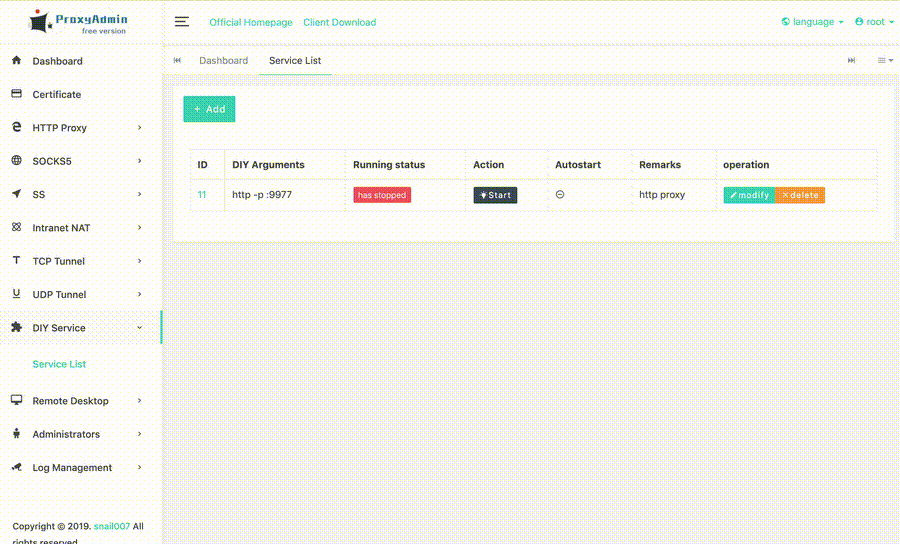 ProxyAdmin
free version
Official Homepage Client Download
language root
Dashboard
Certificate
HTTP Proxy
SOCKS5
SS
Intranet NAT
TCP Tunnel
UDP Tunnel
DIY Service
Service List
Remote Desktop
Administrators
Log Management
Copyright © 2019. snail007 All
rights reserved
Dashboard Service List
+ Add
ID DIY Arguments Running status Action Autostart Remarks operation
11 http -p :9977 has stopped Start http proxy modify delete